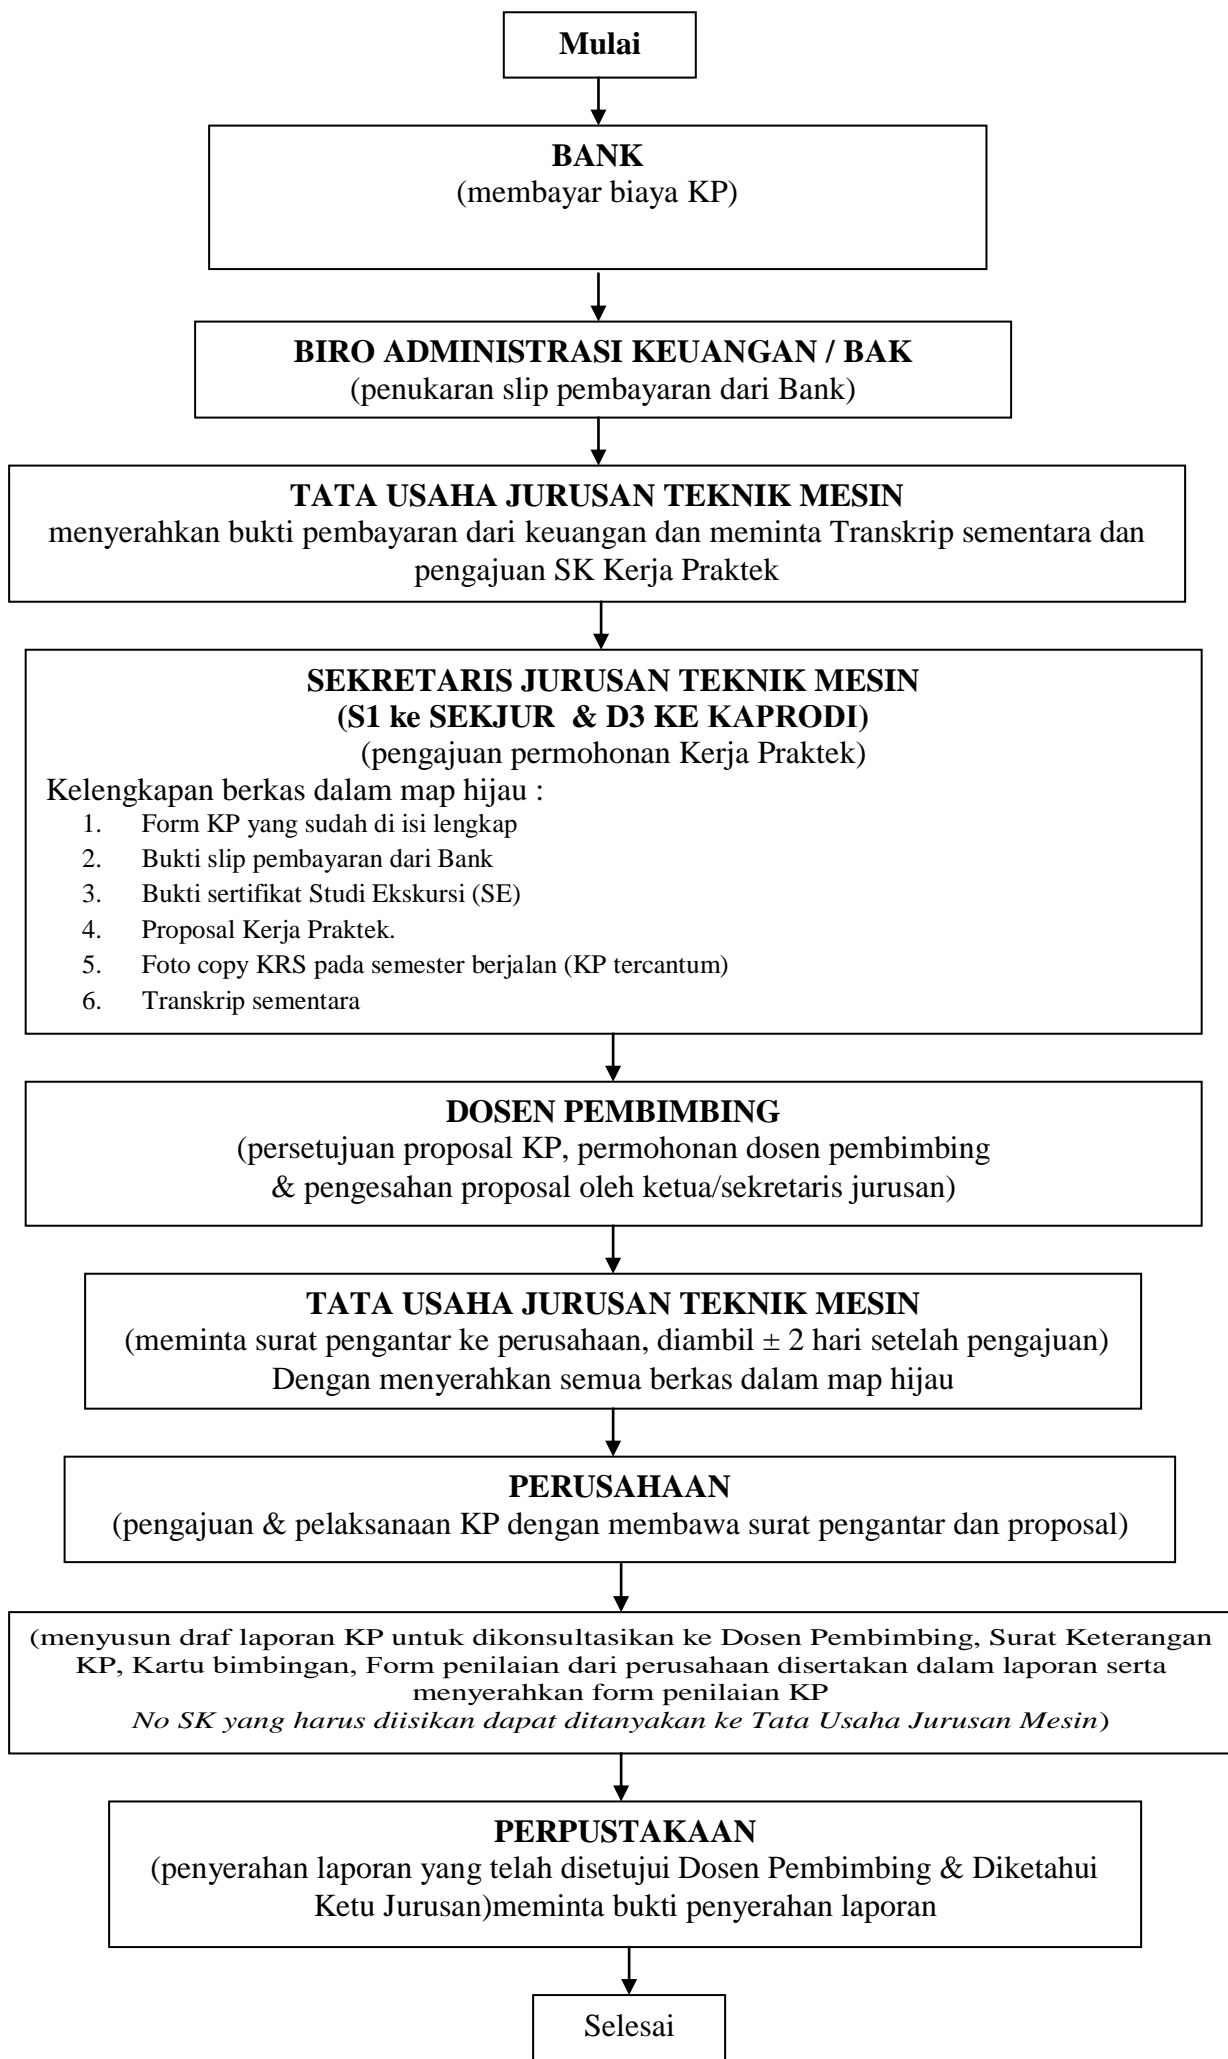 Mulai
BANK
(membayar biaya KP)
BIRO ADMINISTRASI KEUANGAN / BAK
(penukaran slip pembayaran dari Bank)
TATA USAHA JURUSAN TEKNIK MESIN
menyerahkan bukti pembayaran dari keuangan dan meminta Transkrip sementara dan
pengajuan SK Kerja Praktek
SEKRETARIS JURUSAN TEKNIK MESIN
(S1 ke SEKJUR & D3 KE KAPRODI)
(pengajuan permohonan Kerja Praktek)
Kelengkapan berkas dalam map hijau :
1. Form KP yang sudah di isi lengkap
2. Bukti slip pembayaran dari Bank
3. Bukti sertifikat Studi Ekskursi (SE)
4. Proposal Kerja Praktek.
5. Foto copy KRS pada semester berjalan (KP tercantum)
6. Transkrip sementara
DOSEN PEMBIMBING
(persetujuan proposal KP, permohonan dosen pembimbing
& pengesahan proposal oleh ketua/sekretaris jurusan)
TATA USAHA JURUSAN TEKNIK MESIN
(meminta surat pengantar ke perusahaan, diambil ± 2 hari setelah pengajuan)
Dengan menyerahkan semua berkas dalam map hijau
PERUSAHAAN
(pengajuan & pelaksanaan KP dengan membawa surat pengantar dan proposal)
(menyusun draf laporan KP untuk dikonsultasikan ke Dosen Pembimbing, Surat Keterangan
KP, Kartu bimbingan, Form penilaian dari perusahaan disertakan dalam laporan serta
menyerahkan form penilaian KP
No SK yang harus diisikan dapat ditanyakan ke Tata Usaha Jurusan Mesin)
PERPUSTAKAAN
(penyerahan laporan yang telah disetujui Dosen Pembimbing & Diketahui
Ketu Jurusan)meminta bukti penyerahan laporan
Selesai